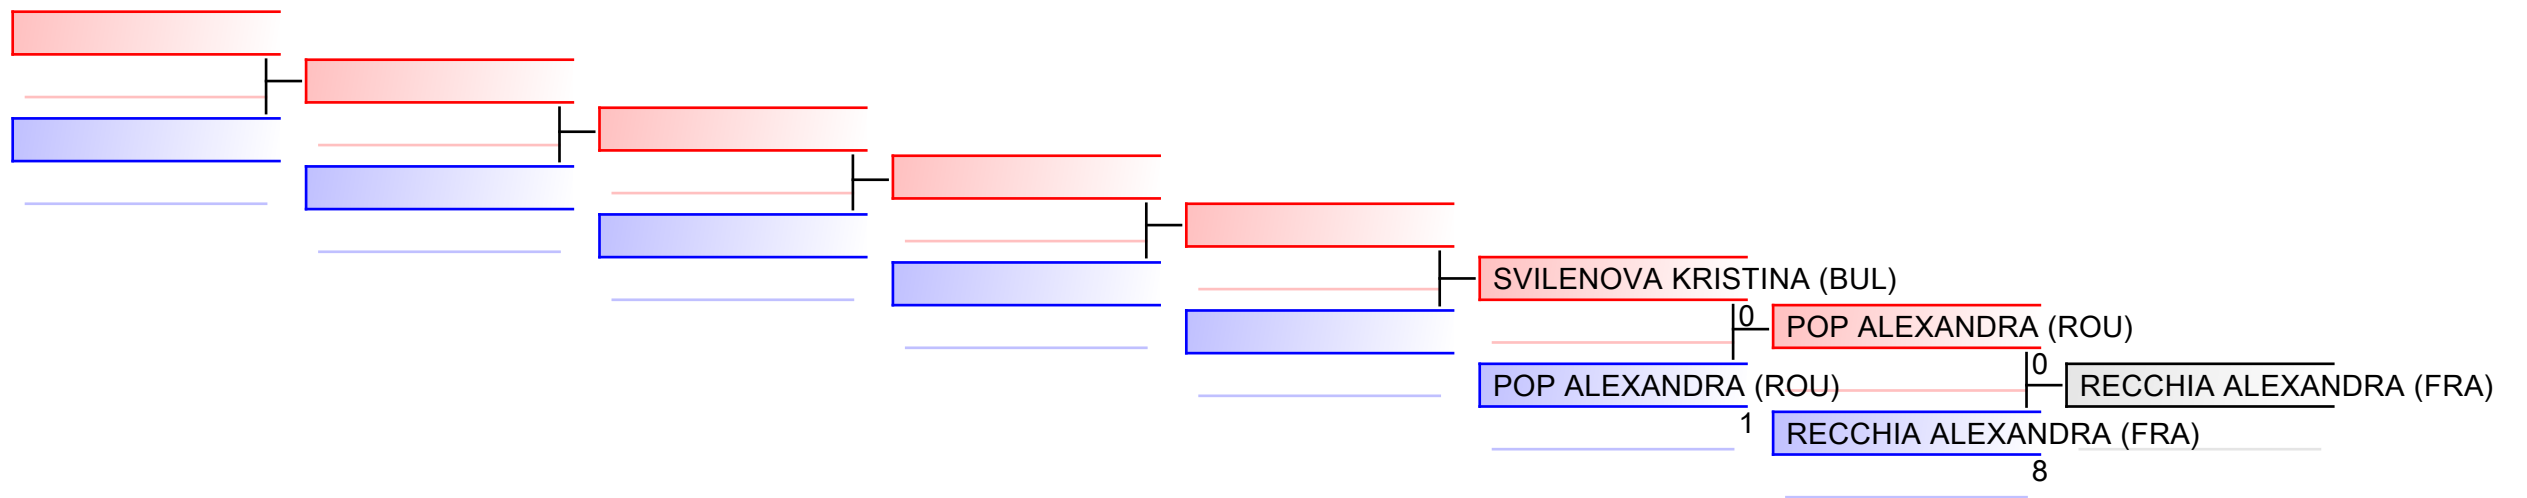 SVILENOVA KRISTINA (BUL)
0
POP ALEXANDRA (ROU)
0
POP ALEXANDRA (ROU)
RECCHIA ALEXANDRA (FRA)
1
RECCHIA ALEXANDRA (FRA)
8